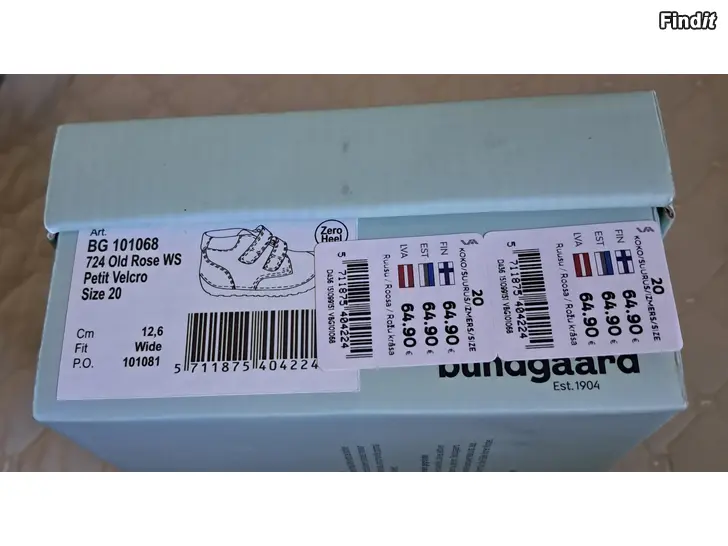 Findit
Art.
BG 101068
724 Old Rose WS
Petit Velcro
Size 20
Zero
Heel
Cm 12,6
Fit Wide
P.O. 101081
5 711875 404224
20
KOKO/SUURUS/IZMĒRS/SIZE
FIN 64.90 €
EST 64.90 €
LVA 64.90 €
Ruusu / Roosa / Rožu krāsa
5 711875 404224
20
KOKO/SUURUS/IZMĒRS/SIZE
FIN 64.90 €
EST 64.90 €
LVA 64.90 €
Ruusu / Roosa / Rožu krāsa
5 711875 404224
bundgaard
Est. 1904